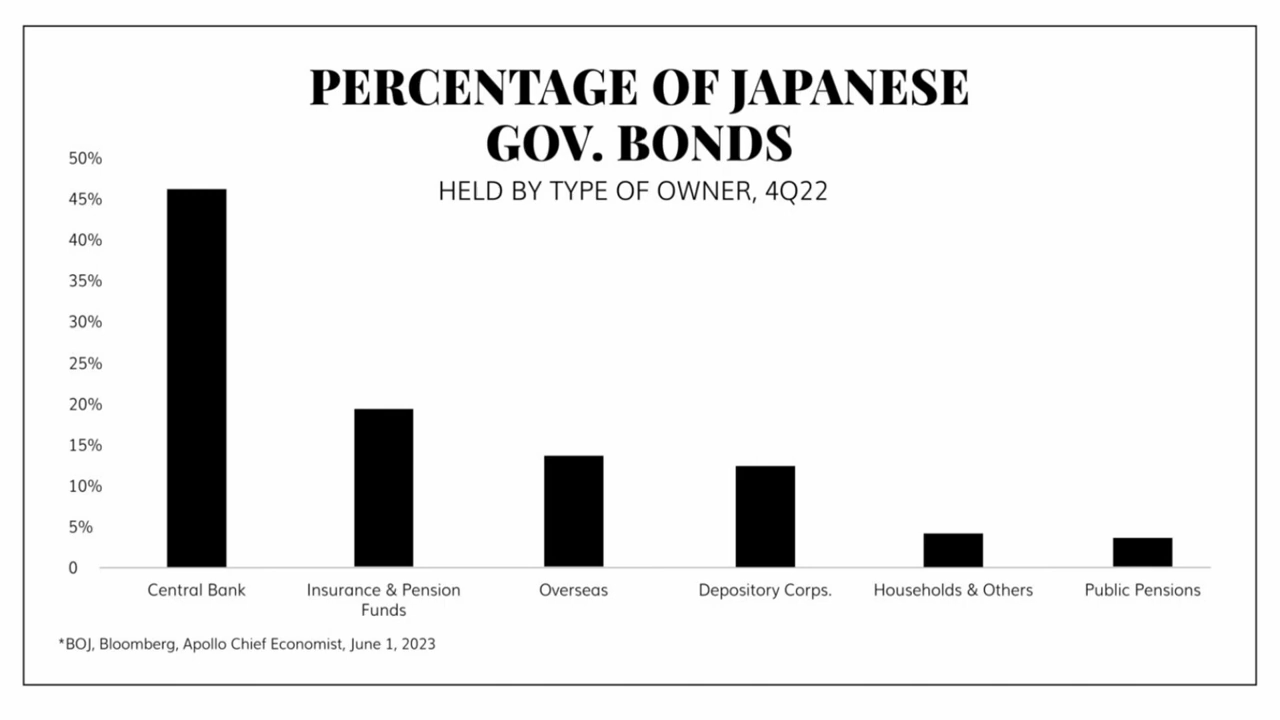 PERCENTAGE OF JAPANESE
GOV. BONDS
HELD BY TYPE OF OWNER, 4Q22
50%
45%
40%
35%
30%
25%
20%
15%
10%
5%
0
Central Bank
Insurance & Pension
Funds
Overseas
Depository Corps.
Households & Others
Public Pensions
*BOJ, Bloomberg, Apollo Chief Economist, June 1, 2023